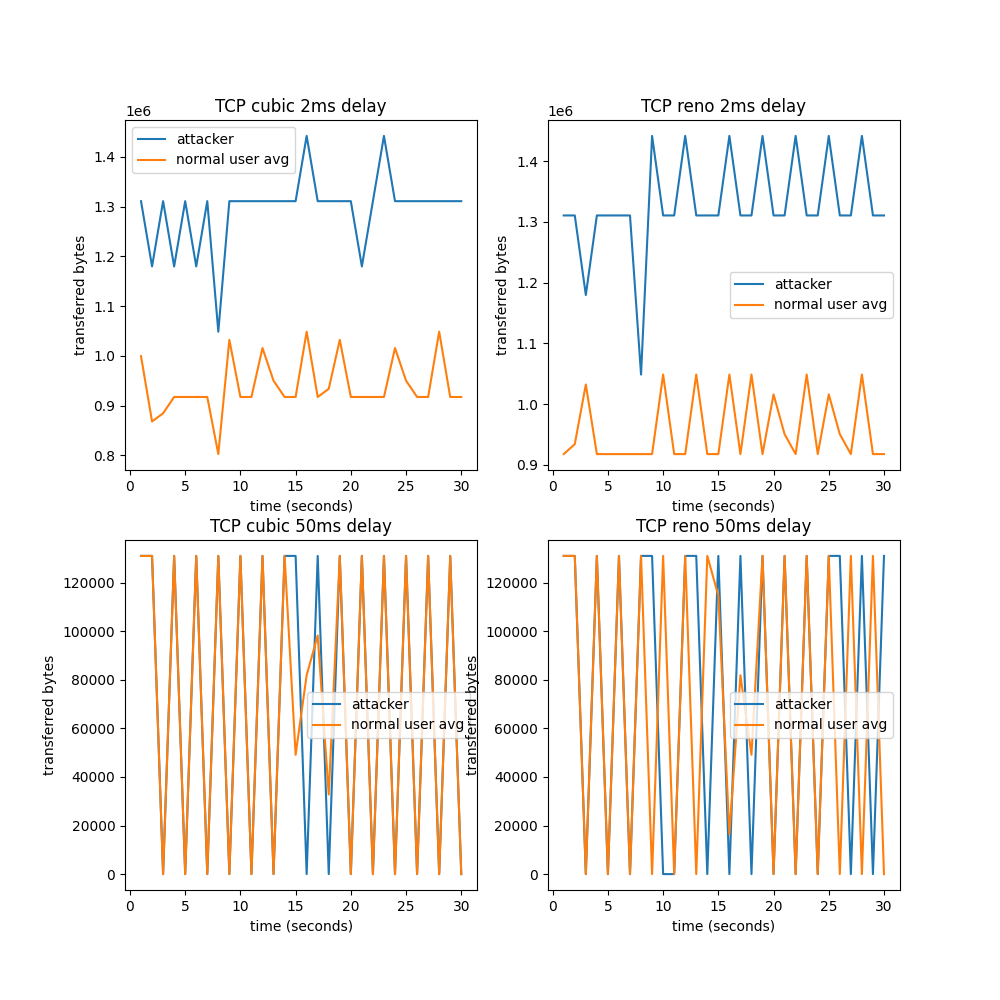 TCP cubic 2ms delay
1e6
attacker
normal user avg
transferred bytes
1.4
1.3
1.2
1.1
1.0
0.9
0.8
0 5 10 15 20 25 30
time (seconds)
TCP reno 2ms delay
1e6
attacker
normal user avg
transferred bytes
1.4
1.3
1.2
1.1
1.0
0.9
0 5 10 15 20 25 30
time (seconds)
TCP cubic 50ms delay
attacker
normal user avg
transferred bytes
120000
100000
80000
60000
40000
20000
0
0 5 10 15 20 25 30
time (seconds)
TCP reno 50ms delay
attacker
normal user avg
transferred bytes
120000
100000
80000
60000
40000
20000
0
0 5 10 15 20 25 30
time (seconds)